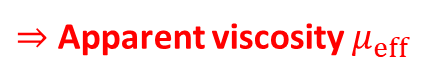 ⇒ Apparent viscosity μ_eff